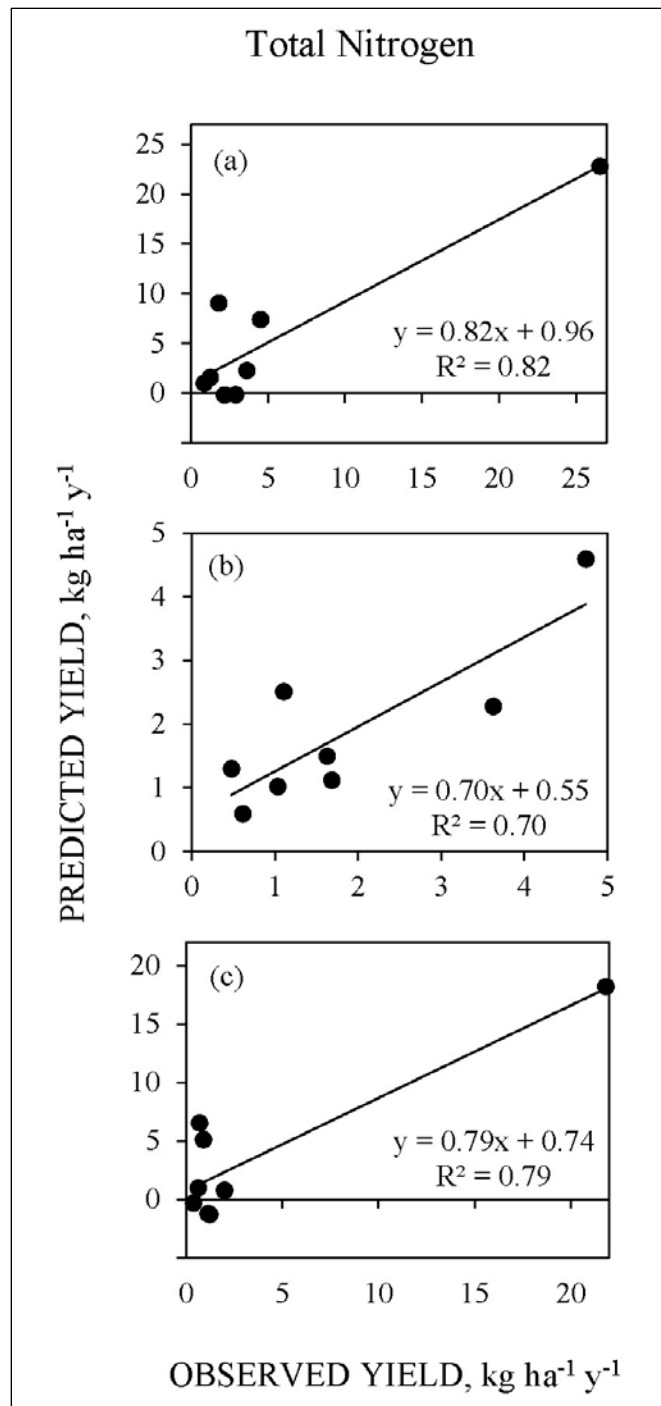 Total Nitrogen
PREDICTED YIELD, kg ha⁻¹ y⁻¹
(a)
25
20
15
10
5
0
y = 0.82x + 0.96
R² = 0.82
0 5 10 15 20 25
(b)
5
4
3
2
1
0
y = 0.70x + 0.55
R² = 0.70
0 1 2 3 4 5
(c)
20
15
10
5
0
y = 0.79x + 0.74
R² = 0.79
0 5 10 15 20
OBSERVED YIELD, kg ha⁻¹ y⁻¹